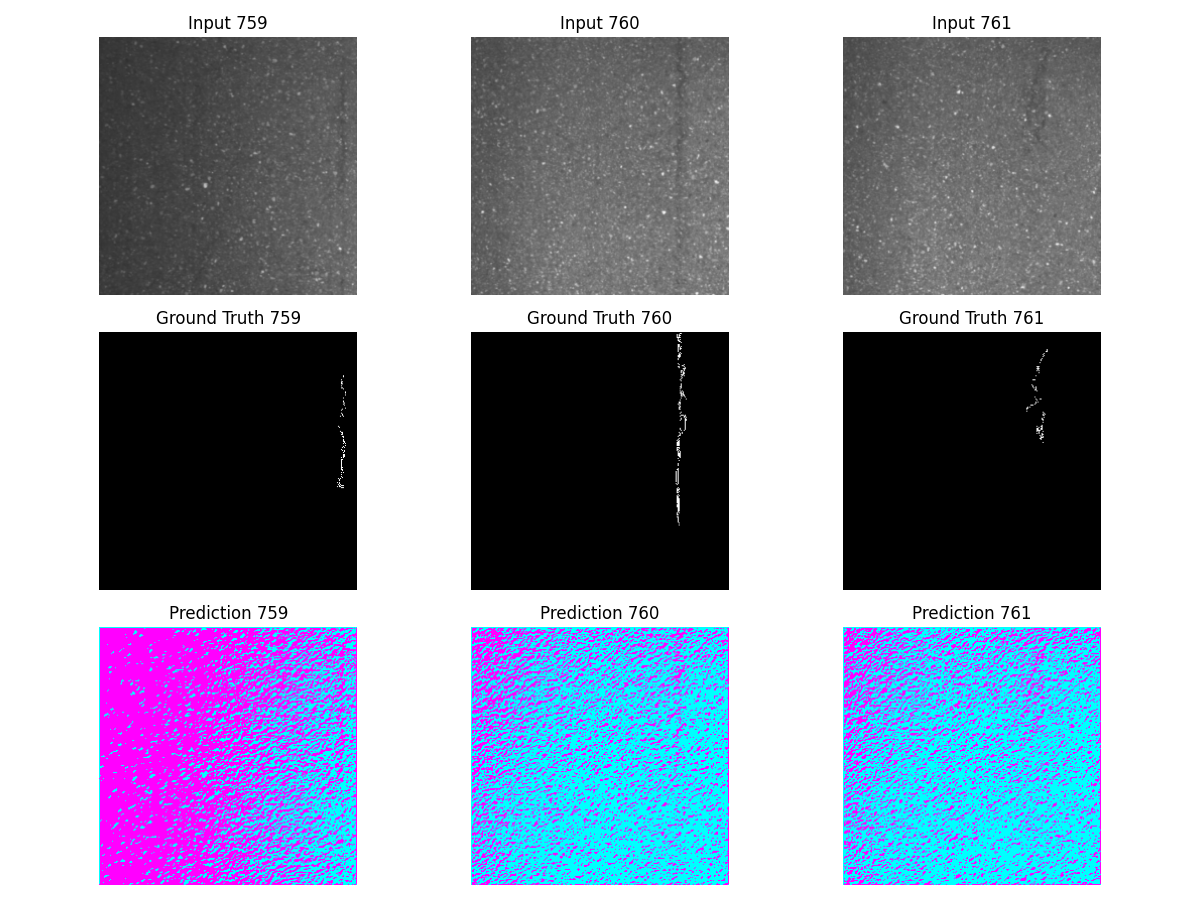 Input 759
Input 760
Input 761
Ground Truth 759
Ground Truth 760
Ground Truth 761
Prediction 759
Prediction 760
Prediction 761